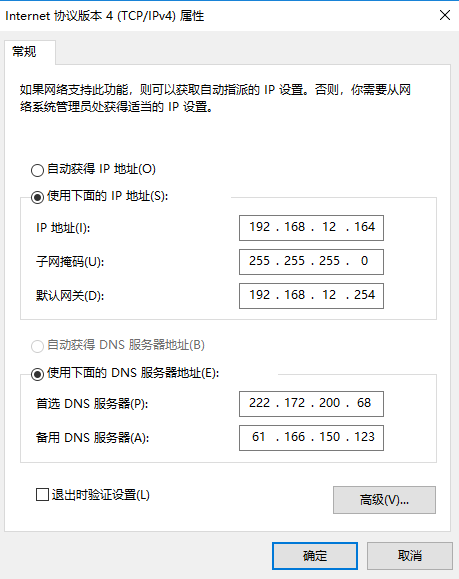 Internet 协议版本 4 (TCP/IPv4) 属性
常规
如果网络支持此功能，则可以获取自动指派的 IP 设置。否则，你需要从网
络系统管理员处获得适当的 IP 设置。
自动获得 IP 地址(O)
使用下面的 IP 地址(S):
IP 地址(I): 192 . 168 . 12 . 164
子网掩码(U): 255 . 255 . 255 . 0
默认网关(D): 192 . 168 . 12 . 254
自动获得 DNS 服务器地址(B)
使用下面的 DNS 服务器地址(E):
首选 DNS 服务器(P): 222 . 172 . 200 . 68
备用 DNS 服务器(A): 61 . 166 . 150 . 123
退出时验证设置(L)
高级(V)...
确定 取消